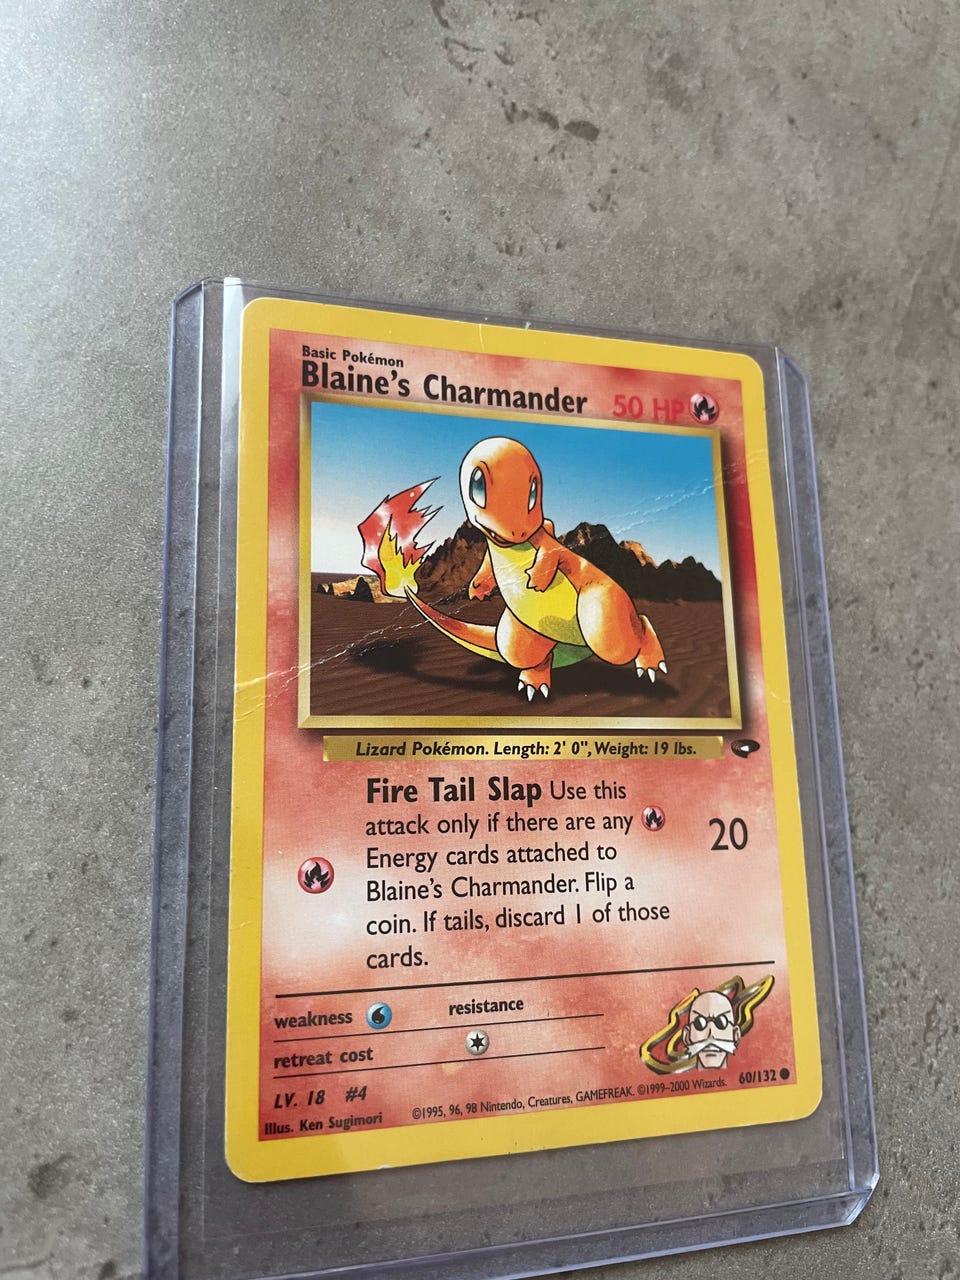 Basic Pokémon
Blaine's Charmander 50 HP
Lizard Pokémon. Length: 2' 0", Weight: 19 lbs.
Fire Tail Slap Use this
attack only if there are any
Energy cards attached to
Blaine's Charmander. Flip a
coin. If tails, discard 1 of those
cards.
20
weakness
resistance
retreat cost
LV. 18 #4
Illus. Ken Sugimori
©1995, 96, 98 Nintendo, Creatures, GAMEFREAK. ©1999–2000 Wizards. 60/132